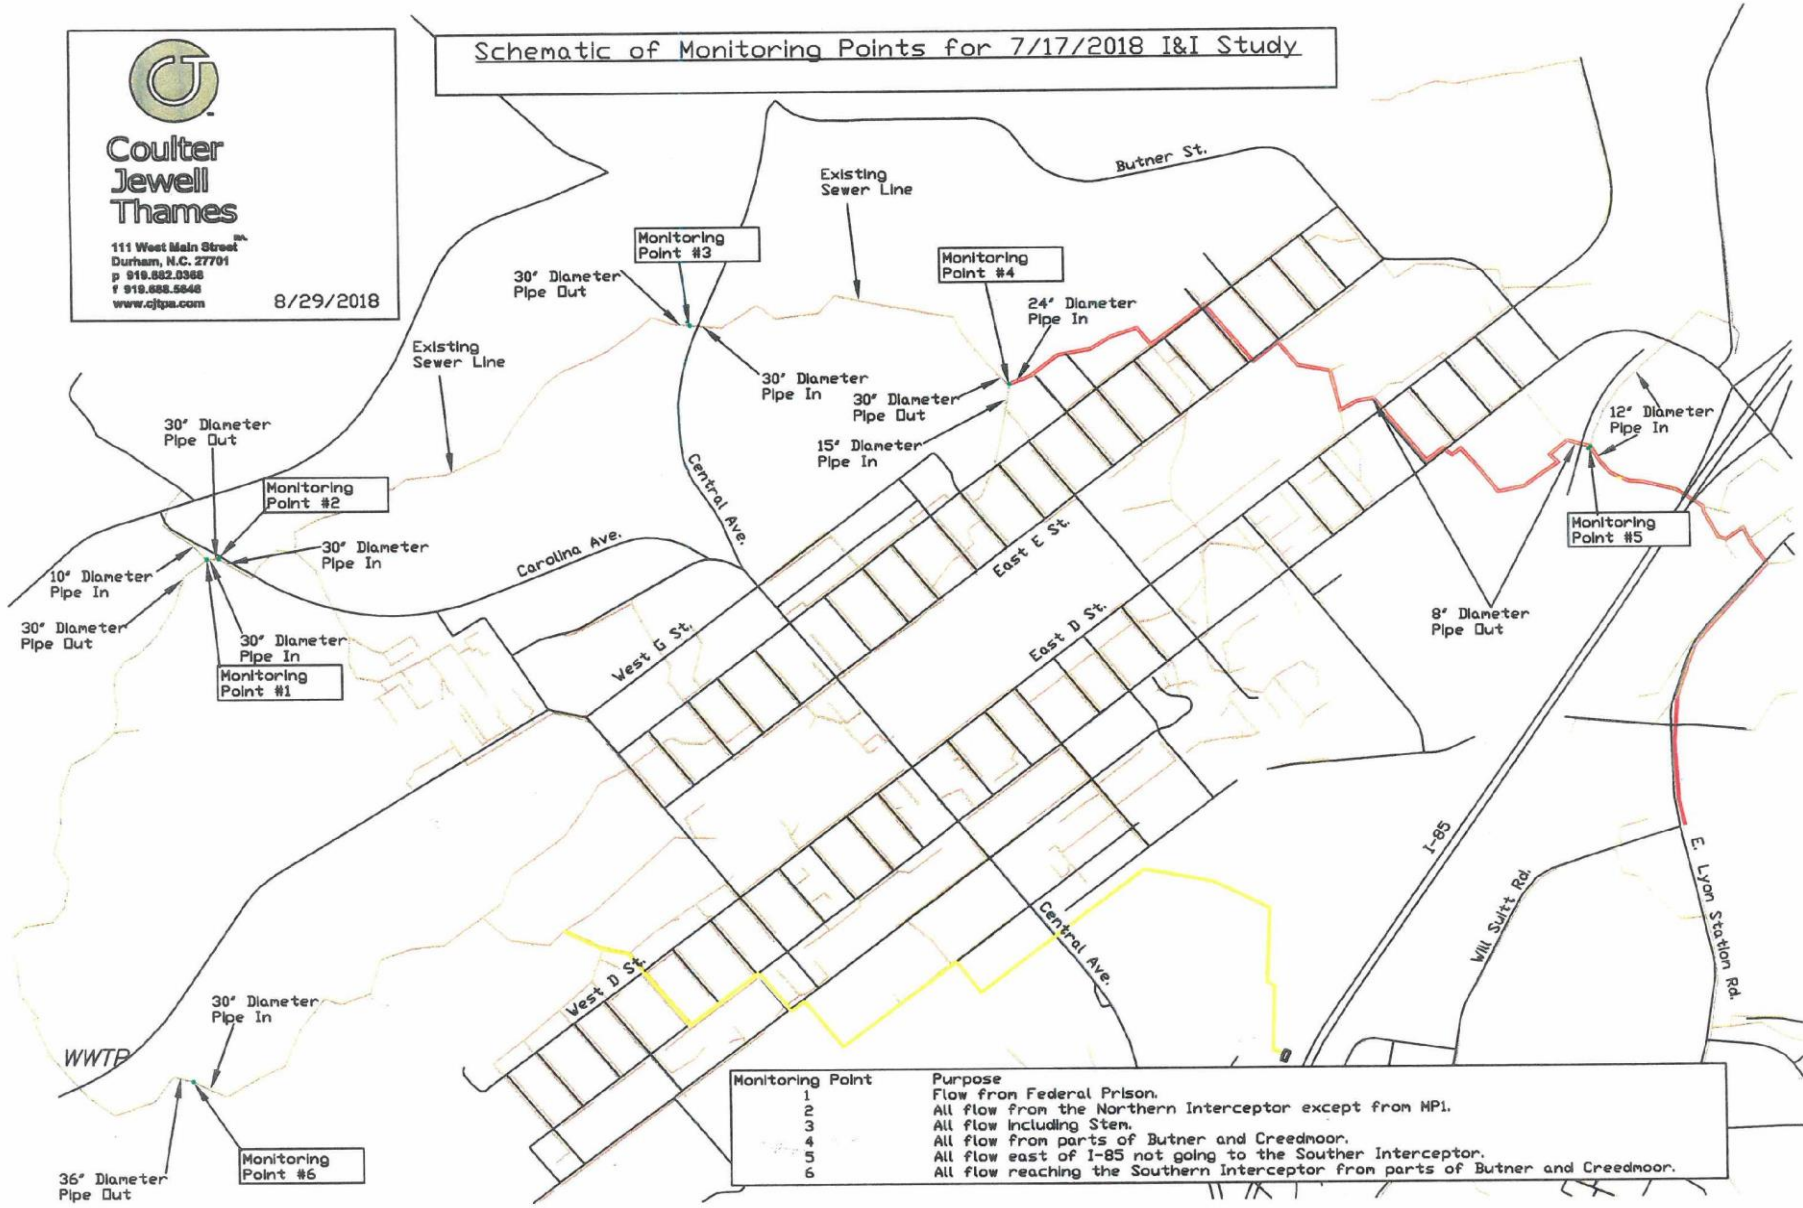 Schematic of Monitoring Points for 7/17/2018 I&I Study
CJT
Coulter
Jewell
Thames
PA.
111 West Main Street
Durham, N.C. 27701
p 919.682.0368
f 919.688.5646
www.cjtpa.com
8/29/2018
Butner St.
Existing
Sewer Line
Monitoring
Point #3
30" Diameter
Pipe Out
Monitoring
Point #4
24" Diameter
Pipe In
Existing
Sewer Line
30" Diameter
Pipe In
30" Diameter
Pipe Out
15" Diameter
Pipe In
12" Diameter
Pipe In
30" Diameter
Pipe Out
Monitoring
Point #2
30" Diameter
Pipe In
Central Ave.
Carolina Ave.
East E St.
Monitoring
Point #5
10" Diameter
Pipe In
30" Diameter
Pipe Out
30" Diameter
Pipe In
Monitoring
Point #1
West G St.
East D St.
8" Diameter
Pipe Out
I-85
Will Suitt Rd.
E. Lyon Station Rd.
Central Ave.
West D St.
30" Diameter
Pipe In
WWTP
36" Diameter
Pipe Out
Monitoring
Point #6
Monitoring Point Purpose
1 Flow from Federal Prison.
2 All flow from the Northern Interceptor except from MP1.
3 All flow including Stem.
4 All flow from parts of Butner and Creedmoor.
5 All flow east of I-85 not going to the Souther Interceptor.
6 All flow reaching the Southern Interceptor from parts of Butner and Creedmoor.